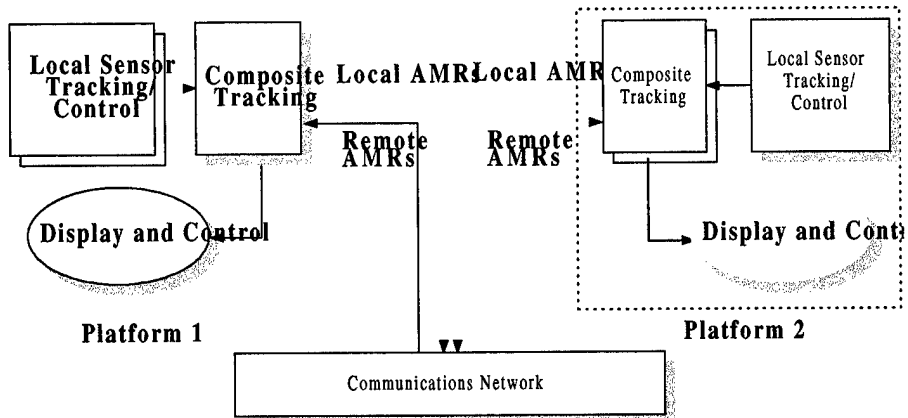 Local Sensor
Tracking/
Control
Composite
Tracking
Local AMRs
Local AMR
Remote
AMRs
Remote
AMRs
Composite
Tracking
Local Sensor
Tracking/
Control
Display and Control
Display and Cont
Platform 1
Platform 2
Communications Network